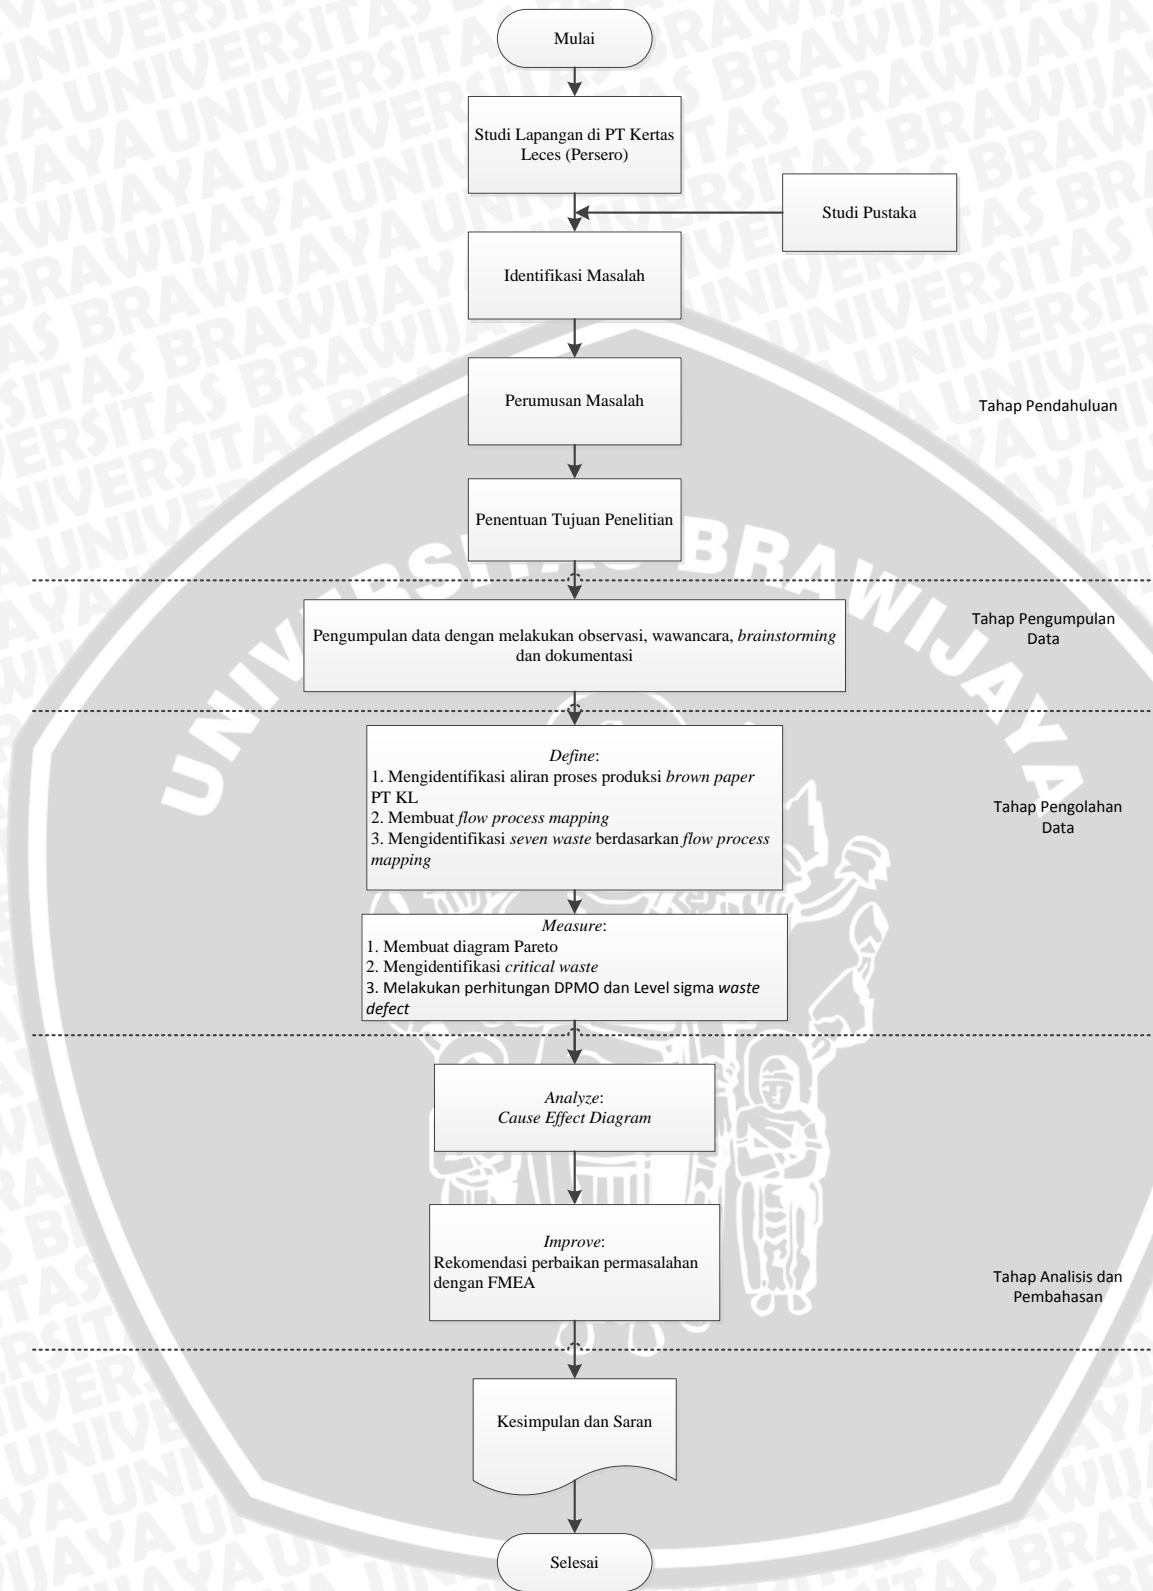 Mulai
Studi Lapangan di PT Kertas
Leces (Persero)
Studi Pustaka
Identifikasi Masalah
Perumusan Masalah
Tahap Pendahuluan
Penentuan Tujuan Penelitian
Pengumpulan data dengan melakukan observasi, wawancara, brainstorming
dan dokumentasi
Tahap Pengumpulan
Data
Define:
1. Mengidentifikasi aliran proses produksi brown paper
PT KL
2. Membuat flow process mapping
3. Mengidentifikasi seven waste berdasarkan flow process
mapping
Tahap Pengolahan
Data
Measure:
1. Membuat diagram Pareto
2. Mengidentifikasi critical waste
3. Melakukan perhitungan DPMO dan Level sigma waste
defect
Analyze:
Cause Effect Diagram
Improve:
Rekomendasi perbaikan permasalahan
dengan FMEA
Tahap Analisis dan
Pembahasan
Kesimpulan dan Saran
Selesai
UNIVERSITAS BRAWIJAYA